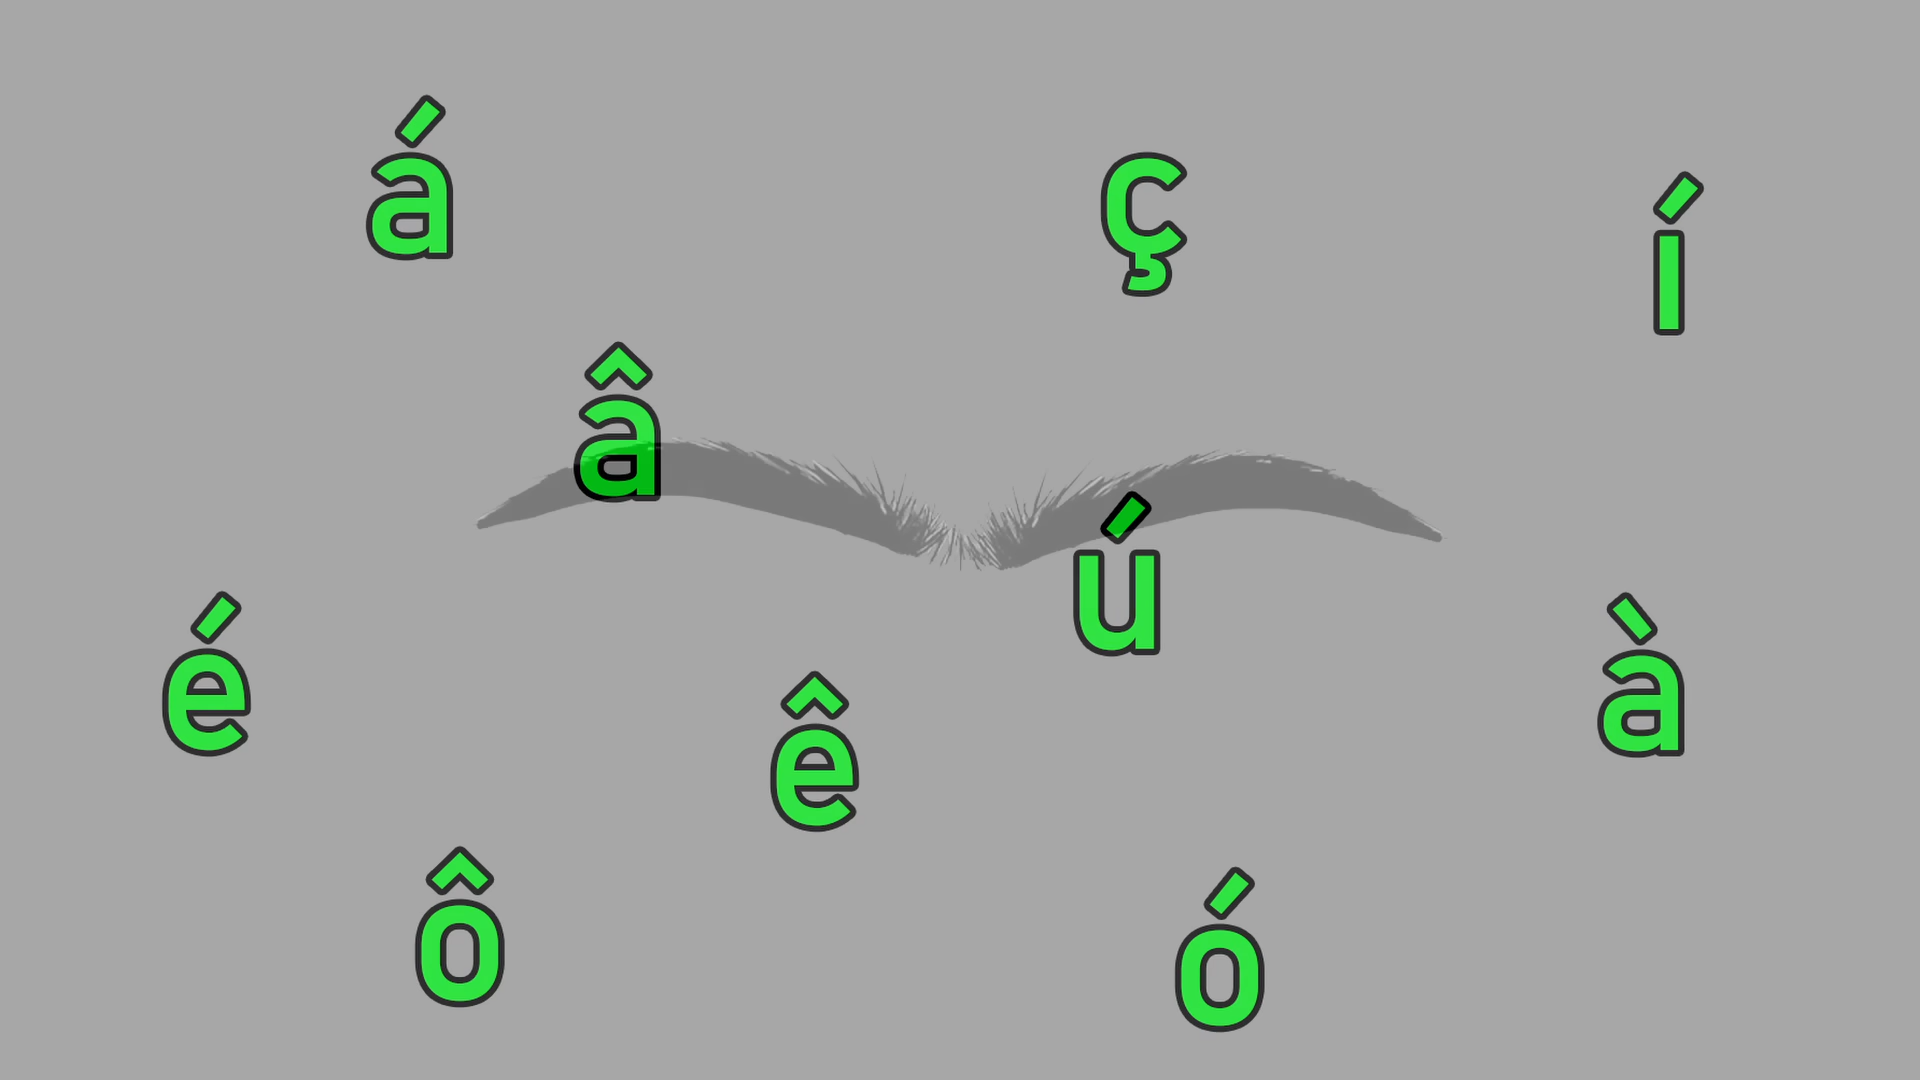 á
ç
í
â
ú
é
à
ê
ô
ó